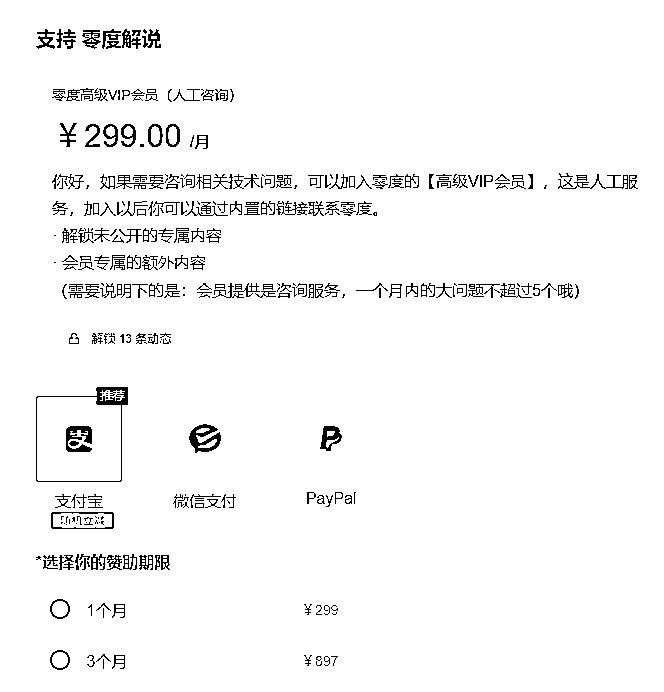 支持 零度解说
零度高级VIP会员（人工咨询）
￥299.00 /月
你好，如果需要咨询相关技术问题，可以加入零度的【高级VIP会员】，这是人工服
务，加入以后你可以通过内置的链接联系零度。
· 解锁未公开的专属内容
· 会员专属的额外内容
（需要说明下的是：会员提供是咨询服务，一个月内的大问题不超过5个哦）
解锁 13 条动态
推荐
支
支付宝
微信支付
PayPal
随机立减
*选择你的赞助期限
1个月 ￥299
3个月 ￥897